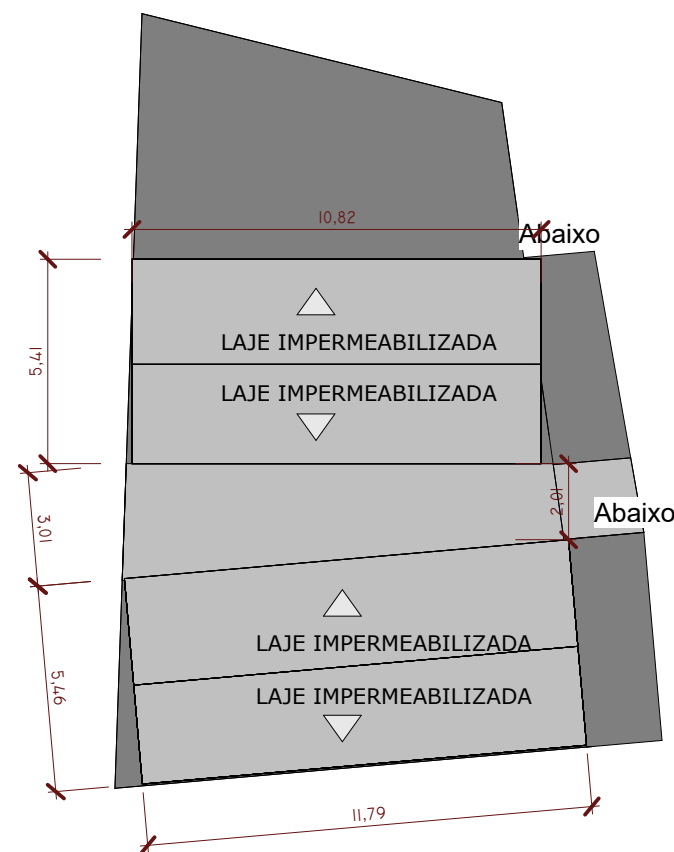 10,82
Abaixo
5,41
LAJE IMPERMEABILIZADA
LAJE IMPERMEABILIZADA
3,01
2,01
Abaixo
LAJE IMPERMEABILIZADA
5,46
LAJE IMPERMEABILIZADA
11,79